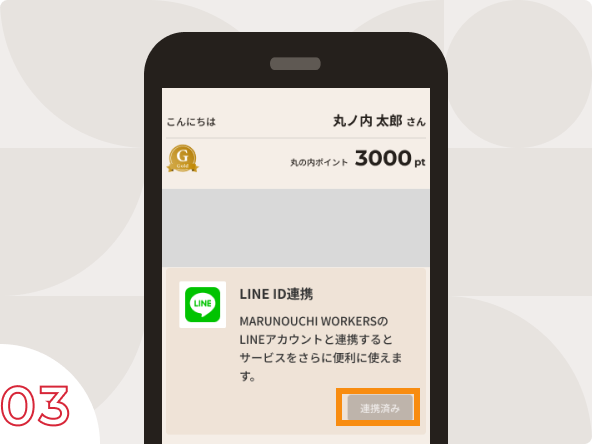 こんにちは
丸ノ内 太郎 さん
G
Gold
丸の内ポイント 3000 pt
LINE
LINE ID連携
MARUNOUCHI WORKERSの
LINEアカウントと連携すると
サービスをさらに便利に使えま
す。
連携済み
03